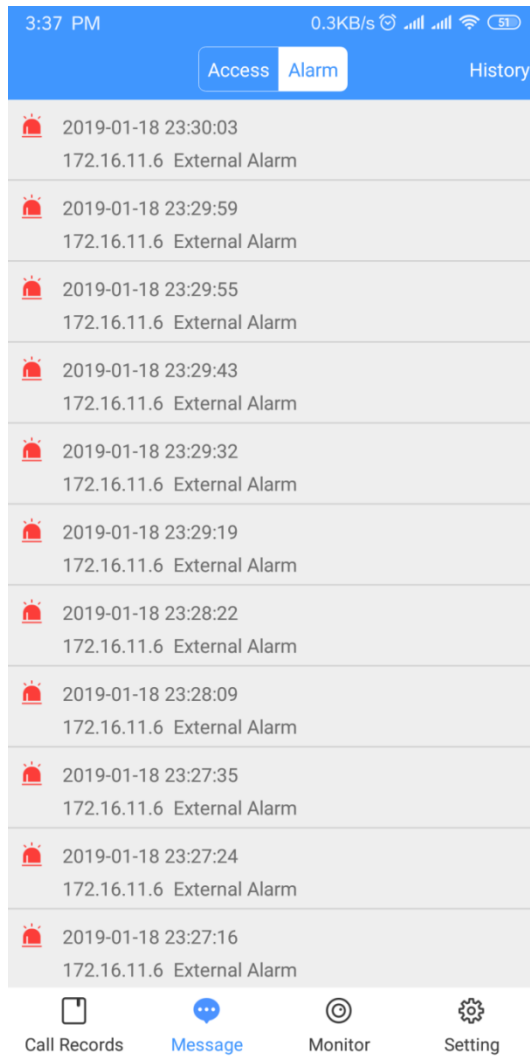 3:37 PM 0.3KB/s 51
Access Alarm History
2019-01-18 23:30:03
172.16.11.6 External Alarm
2019-01-18 23:29:59
172.16.11.6 External Alarm
2019-01-18 23:29:55
172.16.11.6 External Alarm
2019-01-18 23:29:43
172.16.11.6 External Alarm
2019-01-18 23:29:32
172.16.11.6 External Alarm
2019-01-18 23:29:19
172.16.11.6 External Alarm
2019-01-18 23:28:22
172.16.11.6 External Alarm
2019-01-18 23:28:09
172.16.11.6 External Alarm
2019-01-18 23:27:35
172.16.11.6 External Alarm
2019-01-18 23:27:24
172.16.11.6 External Alarm
2019-01-18 23:27:16
172.16.11.6 External Alarm
Call Records Message Monitor Setting